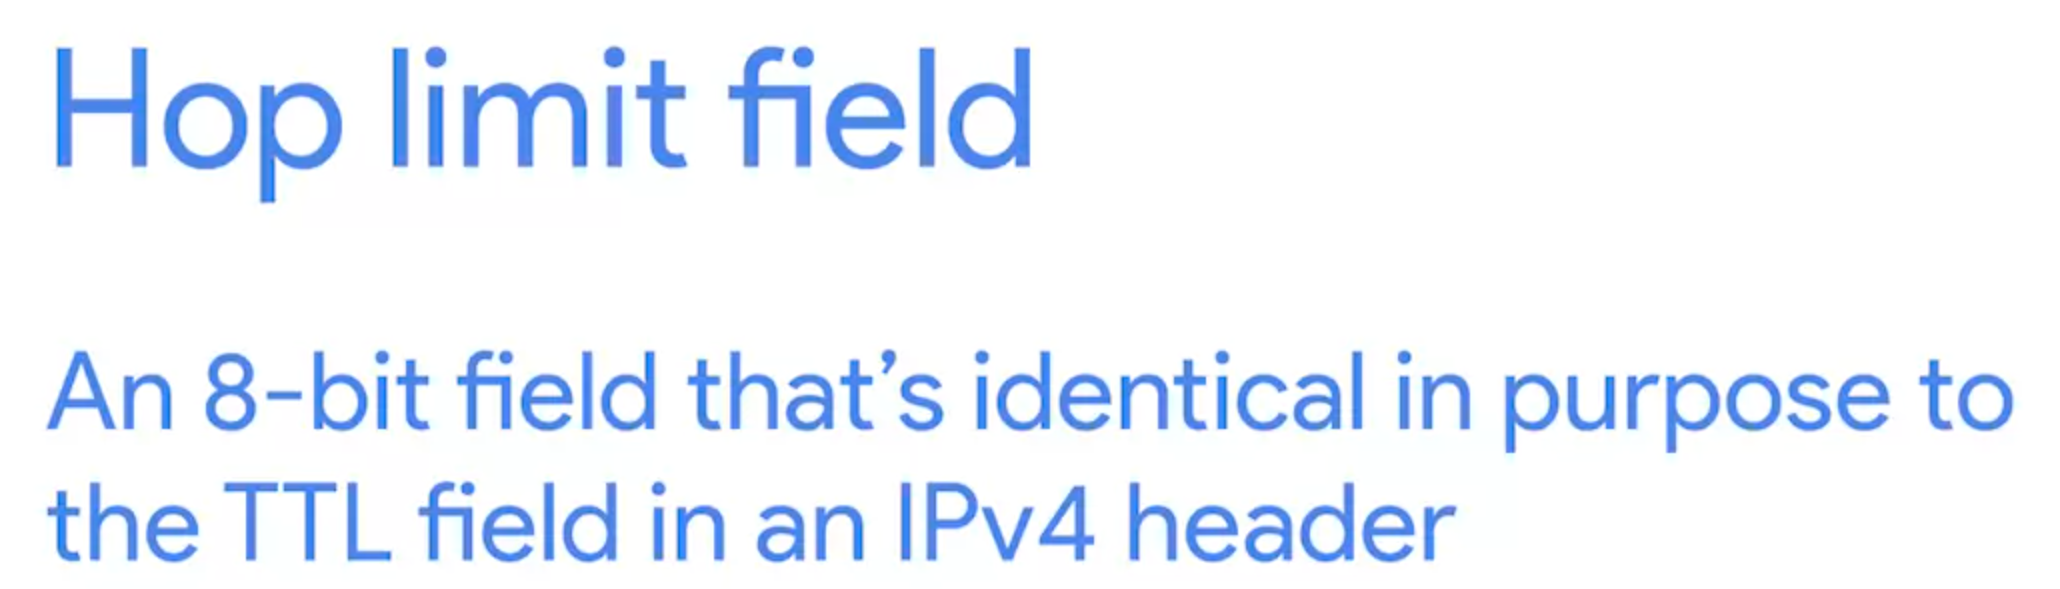 Hop limit field
An 8-bit field that’s identical in purpose to
the TTL field in an IPv4 header